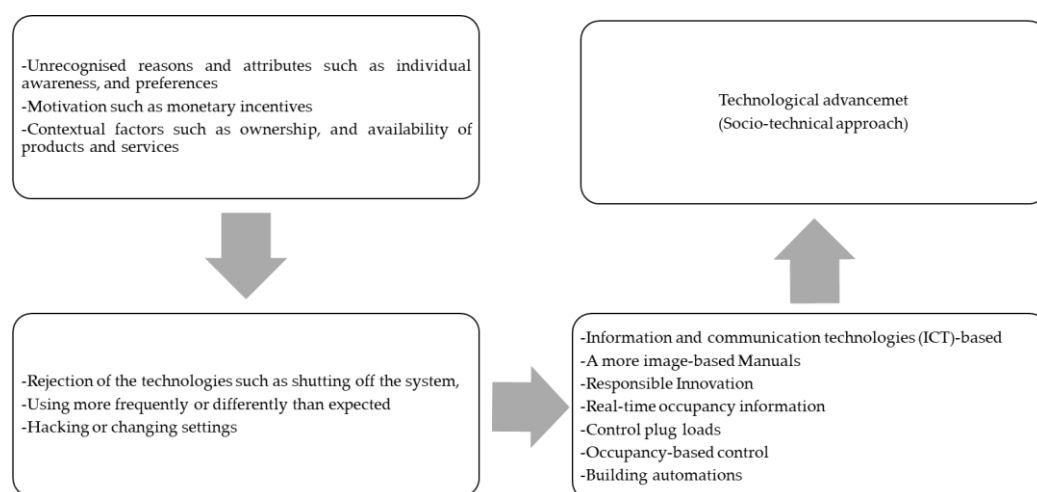 -Unrecognised reasons and attributes such as individual
awareness, and preferences
-Motivation such as monetary incentives
-Contextual factors such as ownership, and availability of
products and services
-Rejection of the technologies such as shutting off the system,
-Using more frequently or differently than expected
-Hacking or changing settings
-Information and communication technologies (ICT)-based
-A more image-based Manuals
-Responsible Innovation
-Real-time occupancy information
-Control plug loads
-Occupancy-based control
-Building automations
Technological advancemet
(Socio-technical approach)